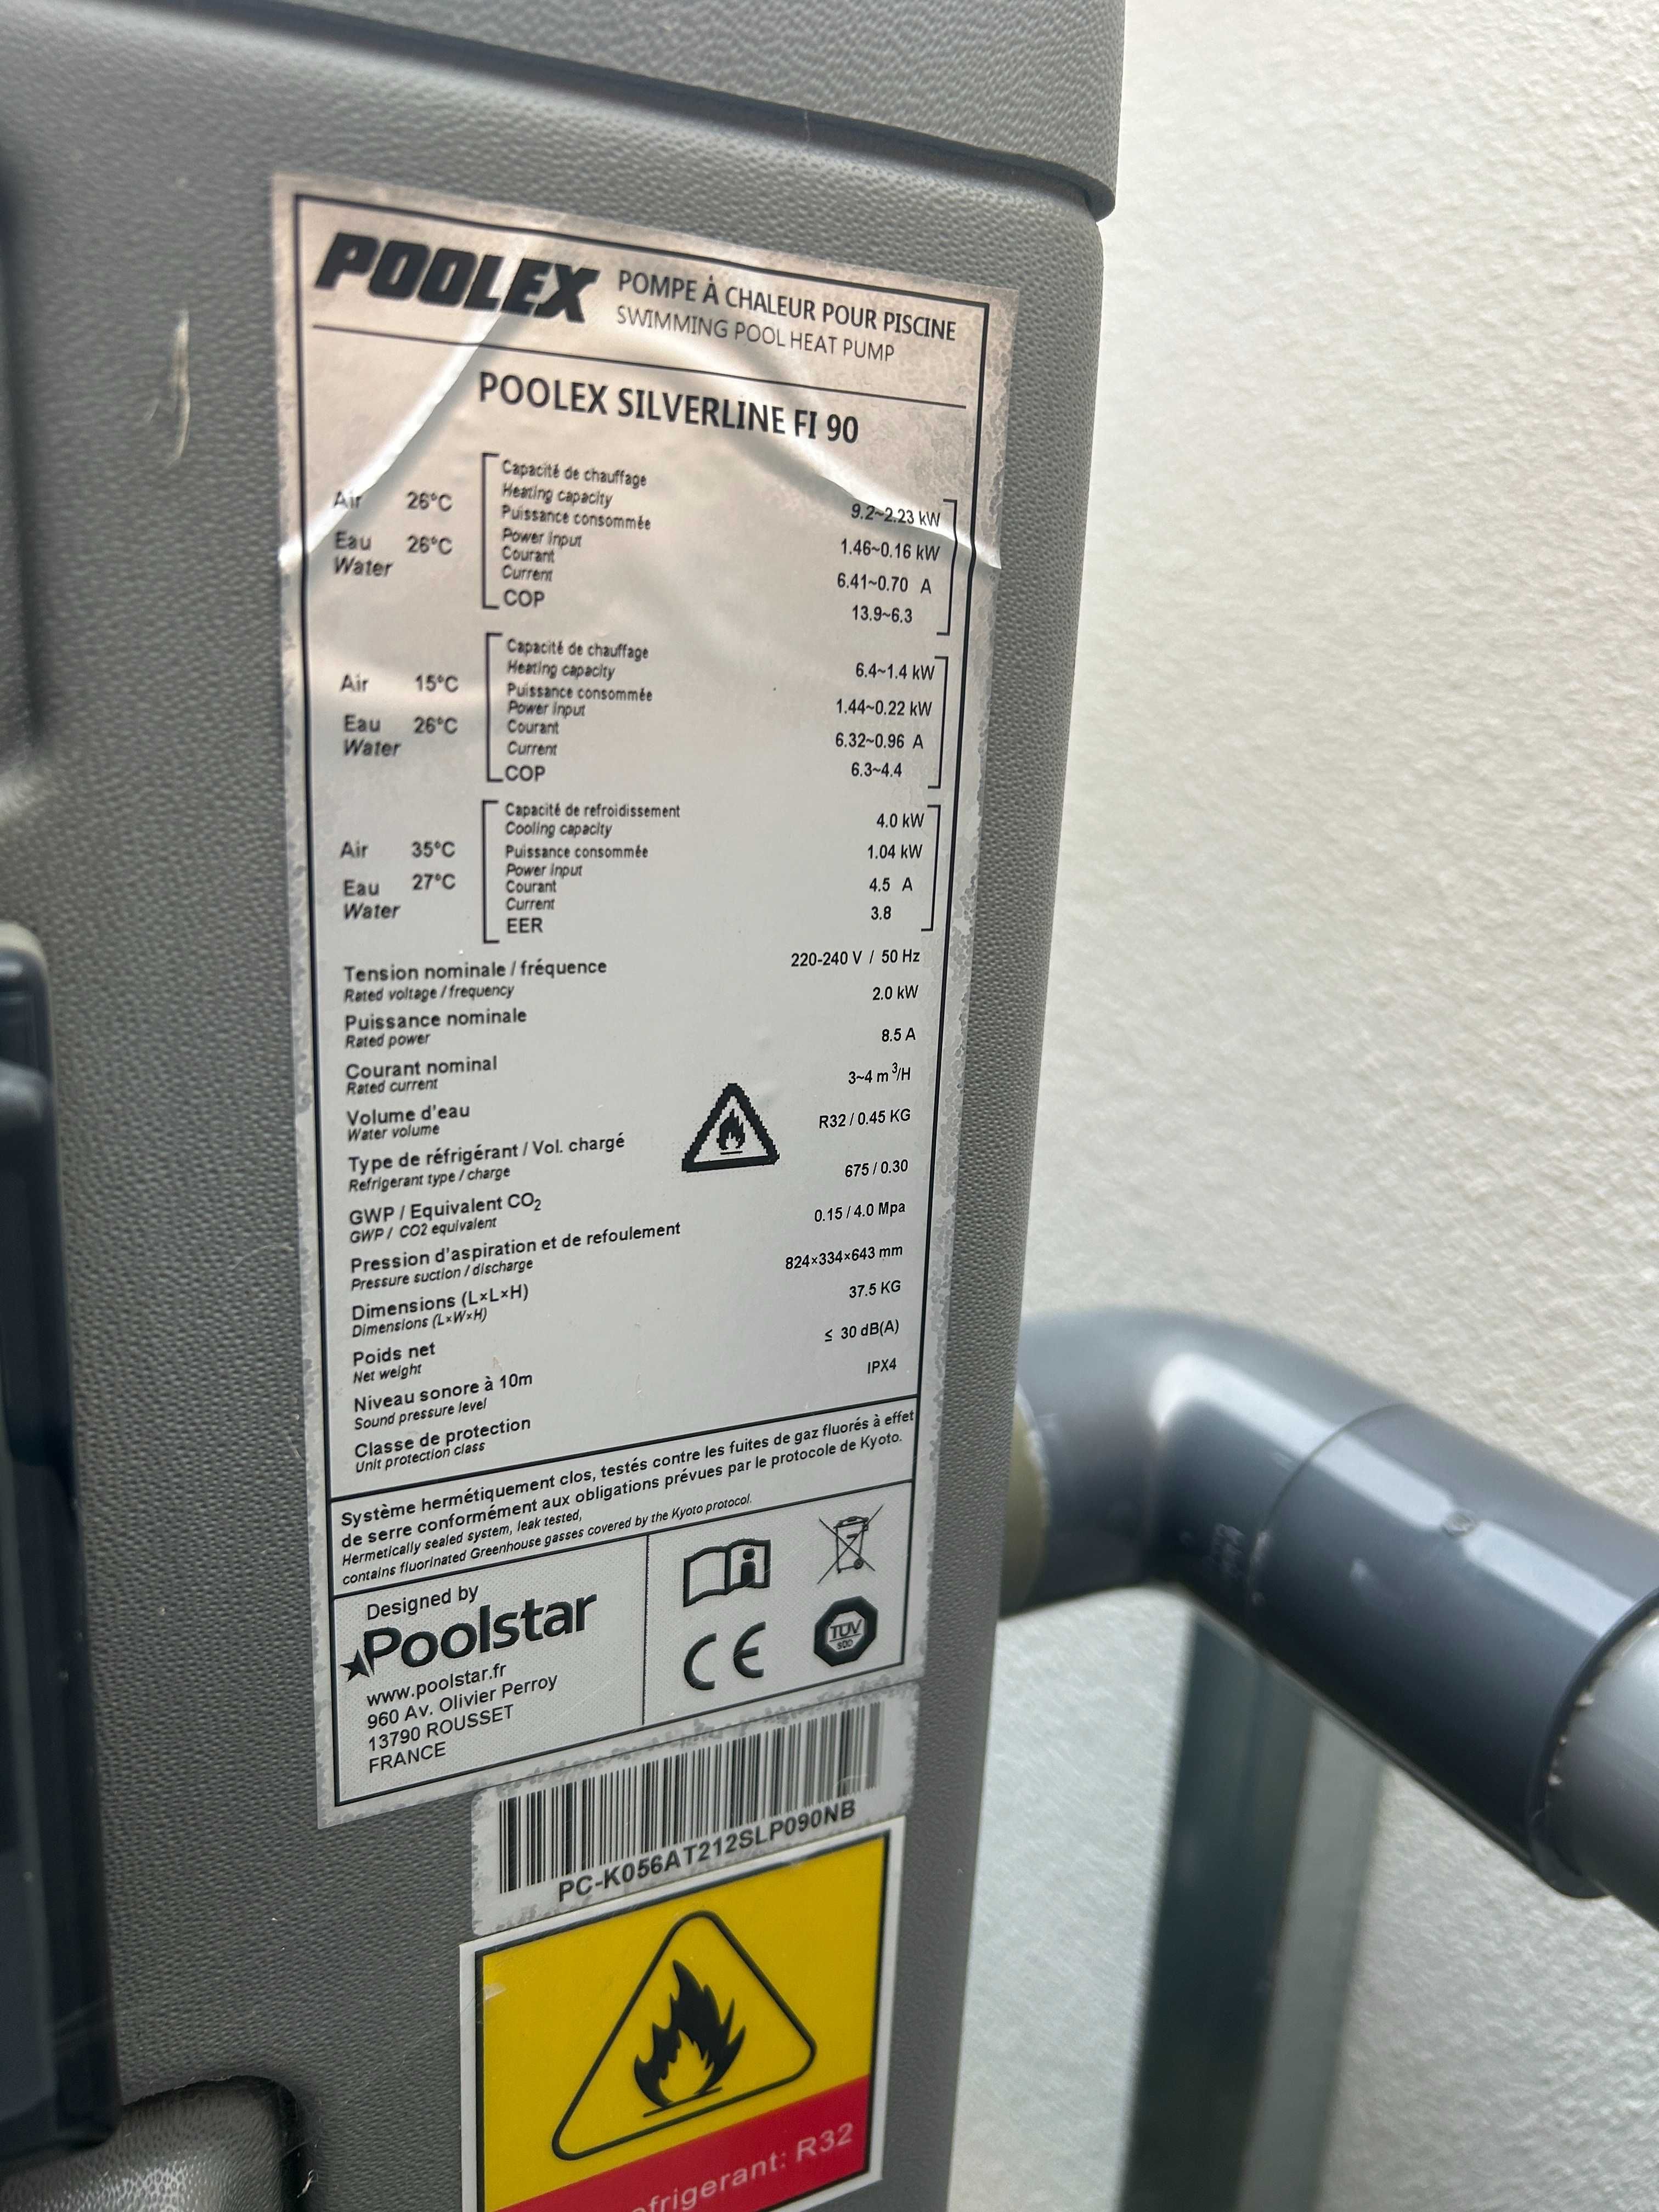 POOLEX
POMPE À CHALEUR POUR PISCINE
SWIMMING POOL HEAT PUMP
POOLEX SILVERLINE FI 90
Air 26°C
Eau 26°C
Water
Capacité de chauffage
Heating capacity 9.2~2.23 kW
Puissance consommée
Power input 1.46~0.16 kW
Courant
Current 6.41~0.70 A
COP 13.9~6.3
Air 15°C
Eau 26°C
Water
Capacité de chauffage
Heating capacity 6.4~1.4 kW
Puissance consommée
Power input 1.44~0.22 kW
Courant
Current 6.32~0.96 A
COP 6.3~4.4
Air 35°C
Eau 27°C
Water
Capacité de refroidissement
Cooling capacity 4.0 kW
Puissance consommée 1.04 kW
Power input
Courant 4.5 A
Current
EER 3.8
Tension nominale / fréquence 220-240 V / 50 Hz
Rated voltage / frequency
Puissance nominale 2.0 kW
Rated power
Courant nominal 8.5 A
Rated current
Volume d'eau 3~4 m³/H
Water volume
Type de réfrigérant / Vol. chargé R32 / 0.45 KG
Refrigerant type / charge
GWP / Equivalent CO₂ 675 / 0.30
GWP / CO2 equivalent
Pression d'aspiration et de refoulement 0.15 / 4.0 Mpa
Pressure suction / discharge
Dimensions (L×L×H) 824×334×643 mm
Dimensions (L×W×H)
Poids net 37.5 KG
Net weight
Niveau sonore à 10m ≤ 30 dB(A)
Sound pressure level
Classe de protection IPX4
Unit protection class
Système hermétiquement clos, testés contre les fuites de gaz fluorés à effet
de serre conformément aux obligations prévues par le protocole de Kyoto.
Hermetically sealed system, leak tested,
contains fluorinated Greenhouse gasses covered by the Kyoto protocol.
Designed by
Poolstar
www.poolstar.fr
960 Av. Olivier Perroy
13790 ROUSSET
FRANCE
CE
TÜV
SÜD
PC-K056AT212SLP090NB
efrigerant: R32